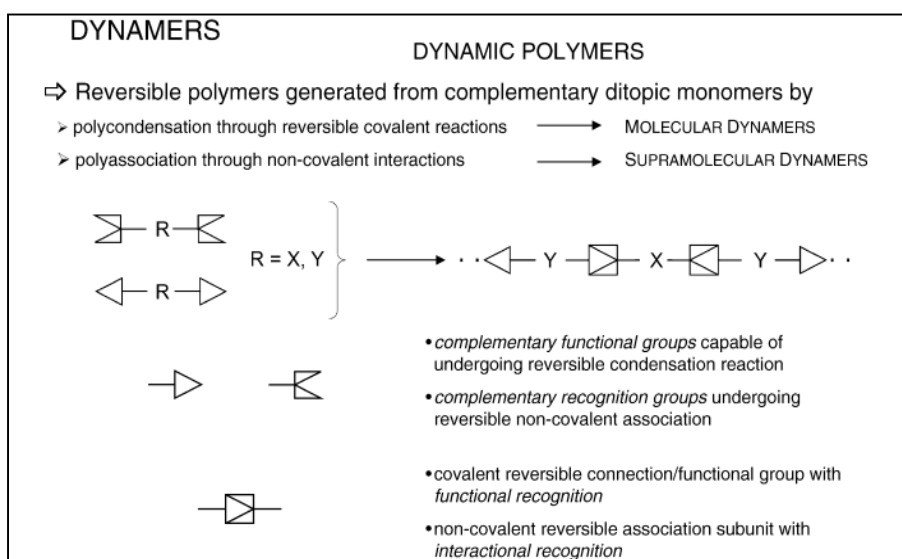 DYNAMERS
DYNAMIC POLYMERS
⇨ Reversible polymers generated from complementary ditopic monomers by
➢ polycondensation through reversible covalent reactions ⟶ MOLECULAR DYNAMERS
➢ polyassociation through non-covalent interactions ⟶ SUPRAMOLECULAR DYNAMERS
R
R = X, Y
R
Y X Y
•complementary functional groups capable of
undergoing reversible condensation reaction
•complementary recognition groups undergoing
reversible non-covalent association
•covalent reversible connection/functional group with
functional recognition
•non-covalent reversible association subunit with
interactional recognition